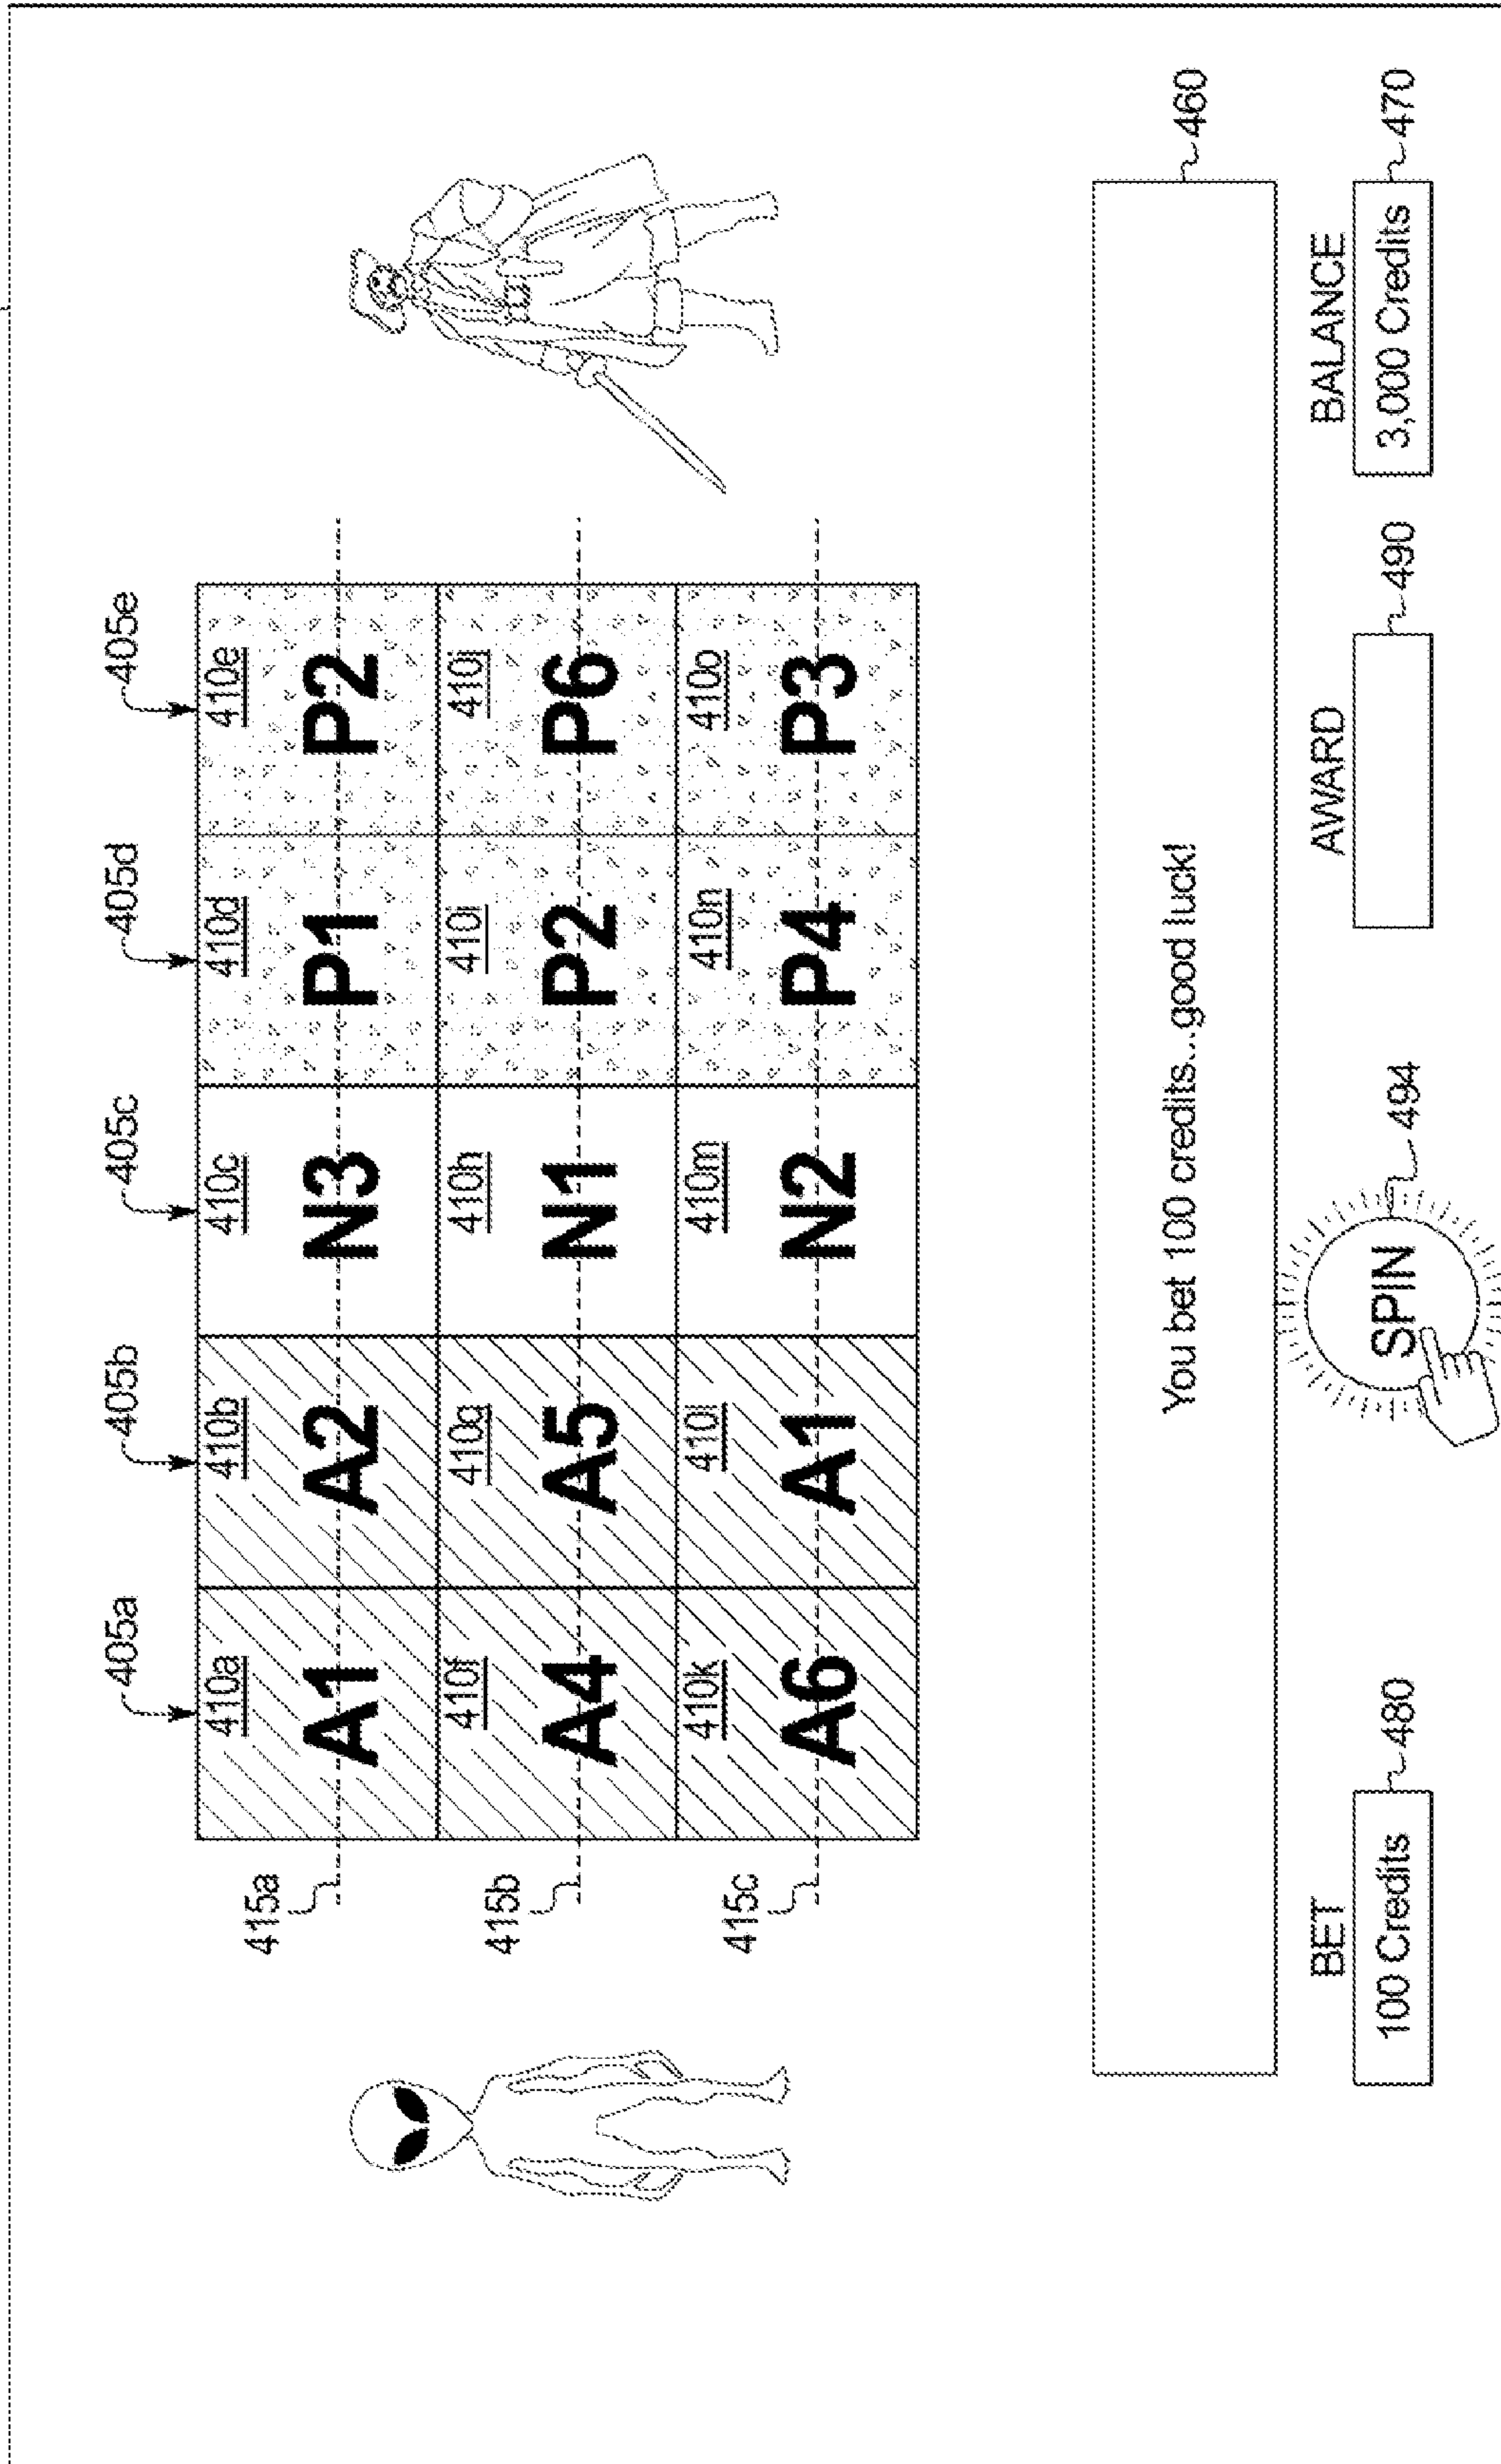 405a 405b 405c 405d 405e
410a 410b 410c 410d 410e
415a A1 A2 N3 P1 P2
410f 410g 410h 410i 410j
415b A4 A5 N1 P2 P6
410k 410l 410m 410n 410o
415c A6 A1 N2 P4 P3
You bet 100 credits...good luck!
460
BET AWARD BALANCE
100 Credits 480 SPIN 494 490 3,000 Credits 470